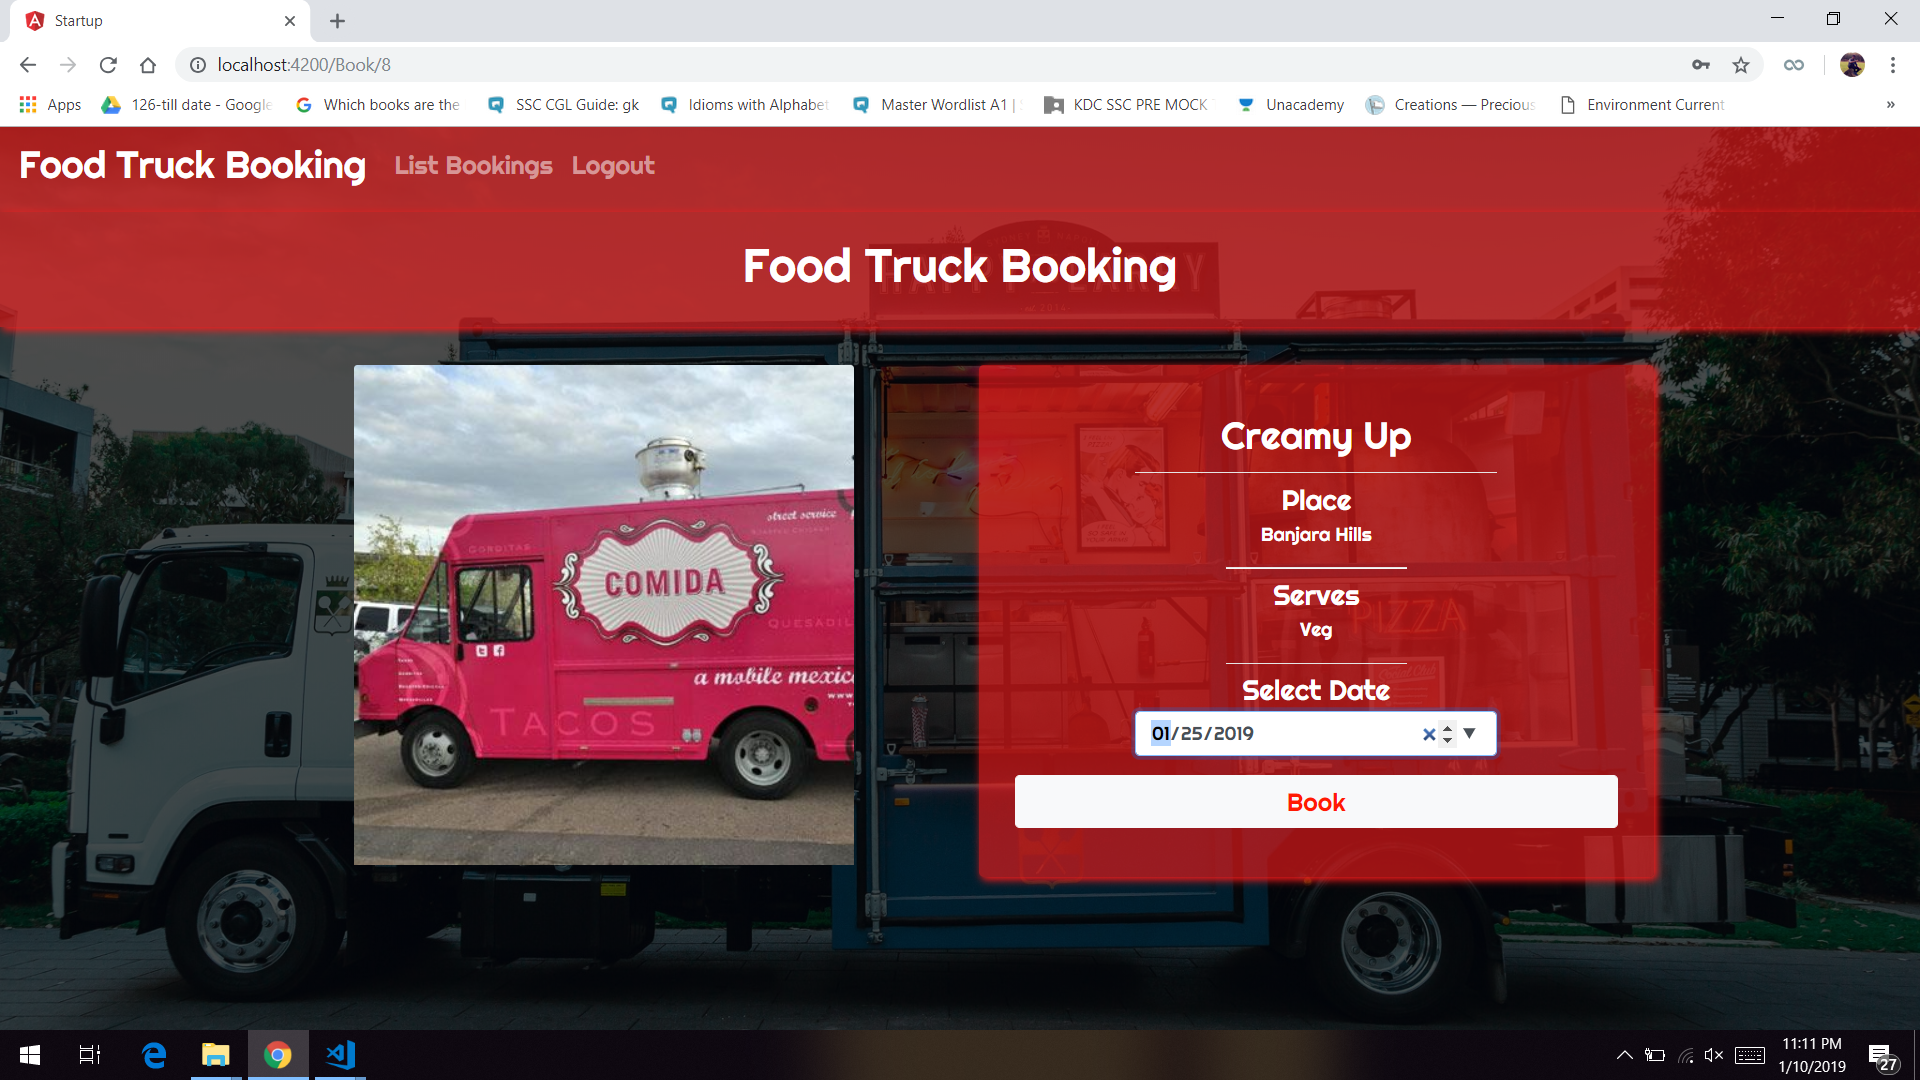 Startup
localhost:4200/Book/8
Apps 126-till date - Google Which books are the SSC CGL Guide: gk Idioms with Alphabet Master Wordlist A1 | KDC SSC PRE MOCK Unacademy Creations — Precious Environment Current »
Food Truck Booking List Bookings Logout
Food Truck Booking
Creamy Up
Place
Banjara Hills
Serves
Veg
Select Date
01/25/2019
Book
street service
GORDITAS
COMIDA
QUESADIL
a mobile mexic
www
TACOS
PIZZA
11:11 PM
1/10/2019
27